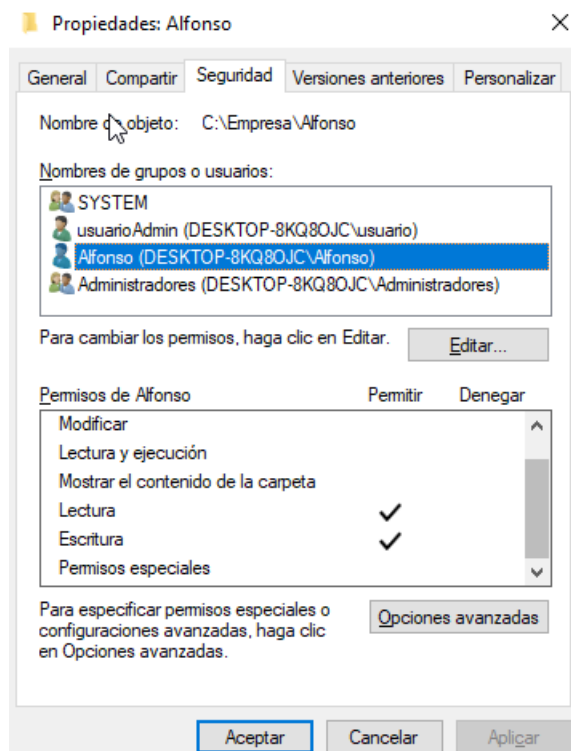 Propiedades: Alfonso
General Compartir Seguridad Versiones anteriores Personalizar
Nombre de objeto: C:\Empresa\Alfonso
Nombres de grupos o usuarios:
SYSTEM
usuarioAdmin (DESKTOP-8KQ8OJC\usuario)
Alfonso (DESKTOP-8KQ8OJC\Alfonso)
Administradores (DESKTOP-8KQ8OJC\Administradores)
Para cambiar los permisos, haga clic en Editar. Editar...
Permisos de Alfonso Permitir Denegar
Modificar
Lectura y ejecución
Mostrar el contenido de la carpeta
Lectura
Escritura
Permisos especiales
Para especificar permisos especiales o
configuraciones avanzadas, haga clic
en Opciones avanzadas.
Opciones avanzadas
Aceptar Cancelar Aplicar